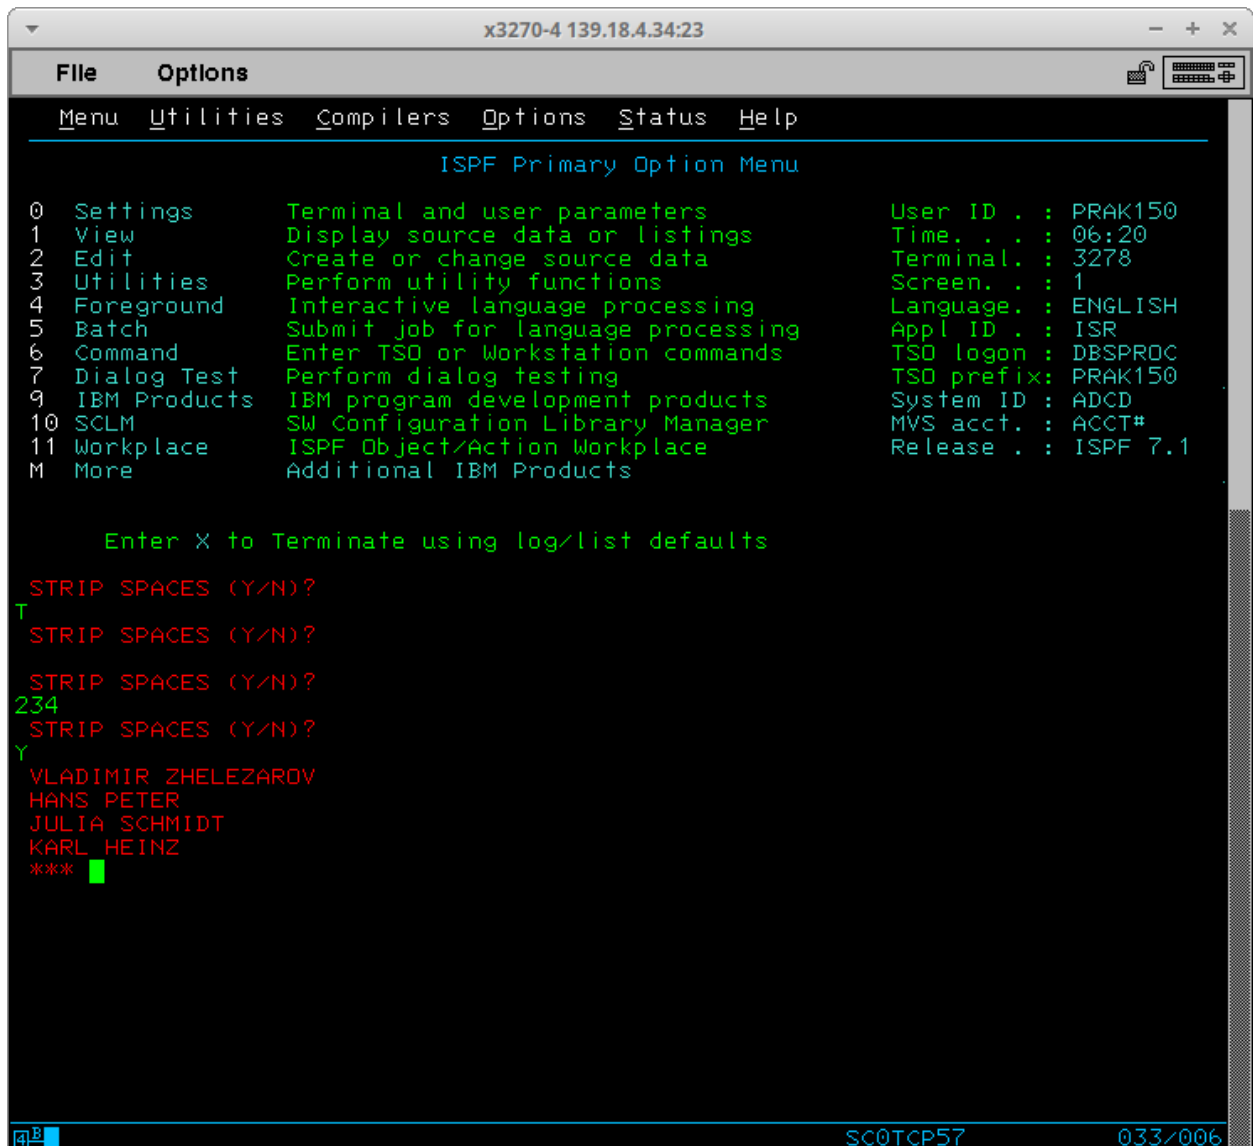 x3270-4 139.18.4.34:23
File Options
Menu Utilities Compilers Options Status Help
ISPF Primary Option Menu
0 Settings Terminal and user parameters User ID . : PRAK150
1 View Display source data or listings Time. . . : 06:20
2 Edit Create or change source data Terminal. : 3278
3 Utilities Perform utility functions Screen. . : 1
4 Foreground Interactive language processing Language. : ENGLISH
5 Batch Submit job for language processing Appl ID . : ISR
6 Command Enter TSO or Workstation commands TSO logon : DBSPROC
7 Dialog Test Perform dialog testing TSO prefix: PRAK150
9 IBM Products IBM program development products System ID : ADCD
10 SCLM SW Configuration Library Manager MVS acct. : ACCT#
11 Workplace ISPF Object/Action Workplace Release . : ISPF 7.1
M More Additional IBM Products
Enter X to Terminate using log/list defaults
STRIP SPACES (Y/N)?
T
STRIP SPACES (Y/N)?
STRIP SPACES (Y/N)?
234
STRIP SPACES (Y/N)?
Y
VLADIMIR ZHELEZAROV
HANS PETER
JULIA SCHMIDT
KARL HEINZ
***
4B SC0TCP57 033/006